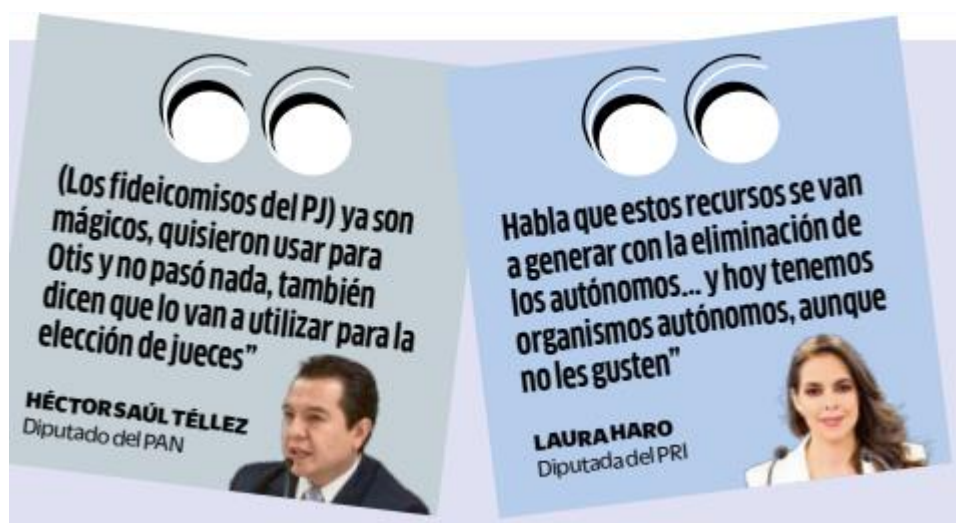 (Los fideicomisos del PJ) ya son
mágicos, quisieron usar para
Otis y no pasó nada, también
dicen que lo van a utilizar para la
elección de jueces”
HÉCTOR SAÚL TÉLLEZ
Diputado del PAN
Habla que estos recursos se van
a generar con la eliminación de
los autónomos... y hoy tenemos
organismos autónomos, aunque
no les gusten”
LAURA HARO
Diputada del PRI